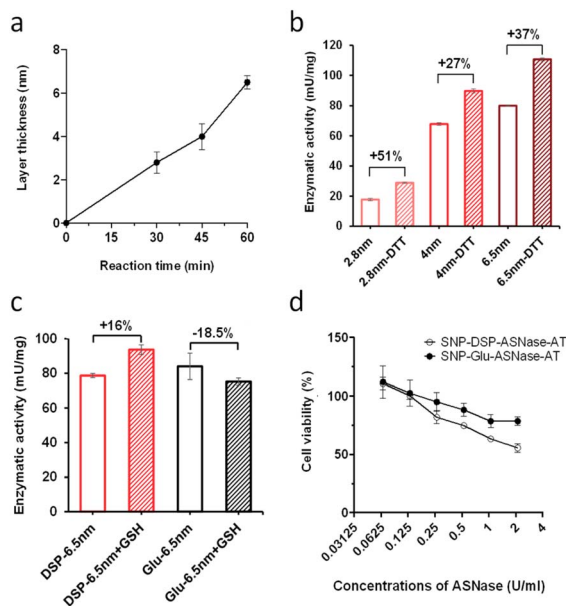 a
Layer thickness (nm)
8
6
4
2
0
0
15
30
45
60
Reaction time (min)
b
Enzymatic activity (mU/mg)
120
100
80
60
40
20
0
+51%
+27%
+37%
2.8nm
2.8nm-DTT
4nm
4nm-DTT
6.5nm
6.5nm-DTT
c
Enzymatic activity (mU/mg)
100
80
60
40
20
0
+16%
-18.5%
DSP-6.5nm
DSP-6.5nm+GSH
Glu-6.5nm
Glu-6.5nm+GSH
d
SNP-DSP-ASNase-AT
SNP-Glu-ASNase-AT
Cell viability (%)
150
100
50
0
0.03125
0.0625
0.125
0.25
0.5
1
2
4
Concentrations of ASNase (U/ml)